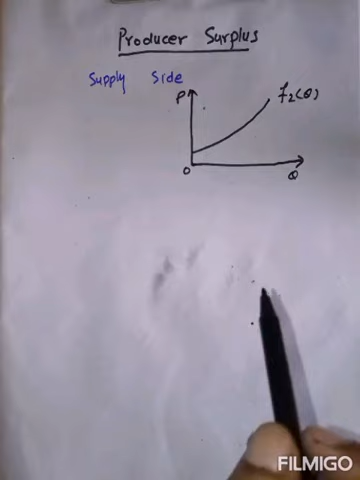 Producer Surplus
Supply Side
P
f₂(Q)
O
Q
FILMIGO